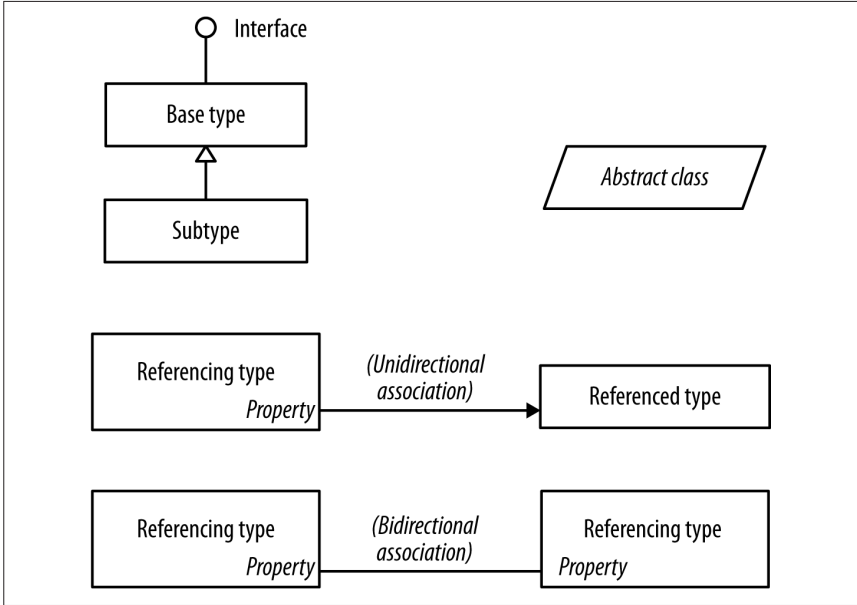 Interface
Base type
Abstract class
Subtype
Referencing type
Property
(Unidirectional
association)
Referenced type
Referencing type
Property
(Bidirectional
association)
Referencing type
Property